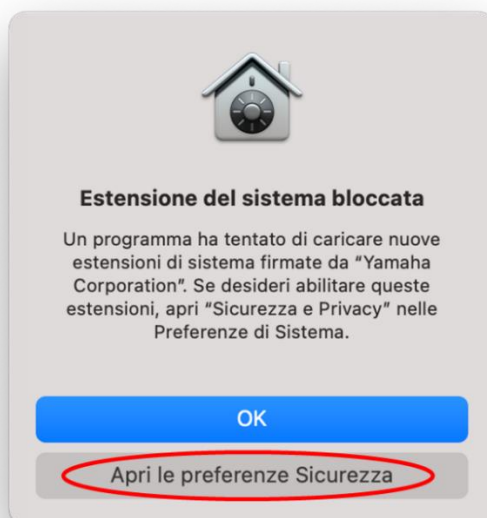 Estensione del sistema bloccata
Un programma ha tentato di caricare nuove
estensioni di sistema firmate da “Yamaha
Corporation”. Se desideri abilitare queste
estensioni, apri “Sicurezza e Privacy” nelle
Preferenze di Sistema.
OK
Apri le preferenze Sicurezza